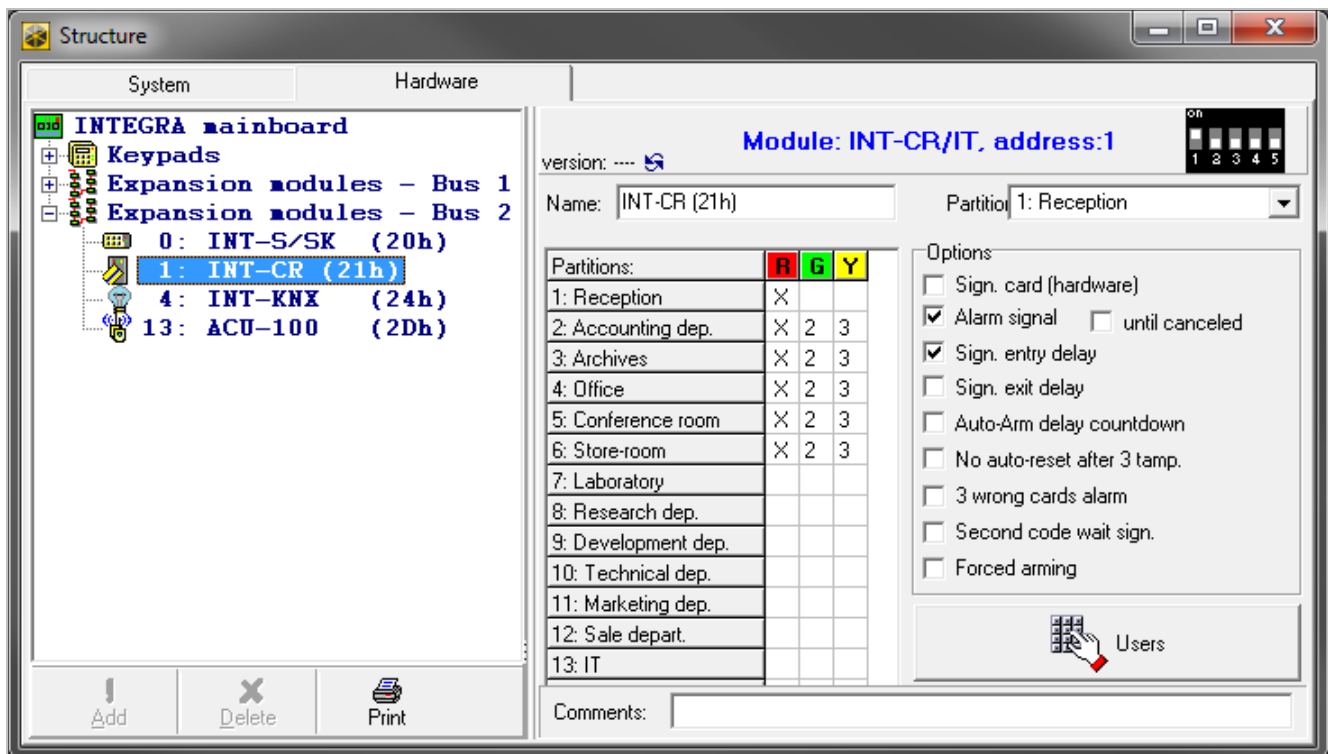 Structure
System
Hardware
INTEGRA mainboard
Keypads
Expansion modules - Bus 1
Expansion modules - Bus 2
0: INT-S/SK (20h)
1: INT-CR (21h)
4: INT-KNX (24h)
13: ACU-100 (2Dh)
Add
Delete
Print
version: ----
Module: INT-CR/IT, address:1
on
1 2 3 4 5
Name: INT-CR (21h)
Partitio 1: Reception
Partitions: R G Y
1: Reception X
2: Accounting dep. X 2 3
3: Archives X 2 3
4: Office X 2 3
5: Conference room X 2 3
6: Store-room X 2 3
7: Laboratory
8: Research dep.
9: Development dep.
10: Technical dep.
11: Marketing dep.
12: Sale depart.
13: IT
Options
Sign. card (hardware)
Alarm signal until canceled
Sign. entry delay
Sign. exit delay
Auto-Arm delay countdown
No auto-reset after 3 tamp.
3 wrong cards alarm
Second code wait sign.
Forced arming
Users
Comments: